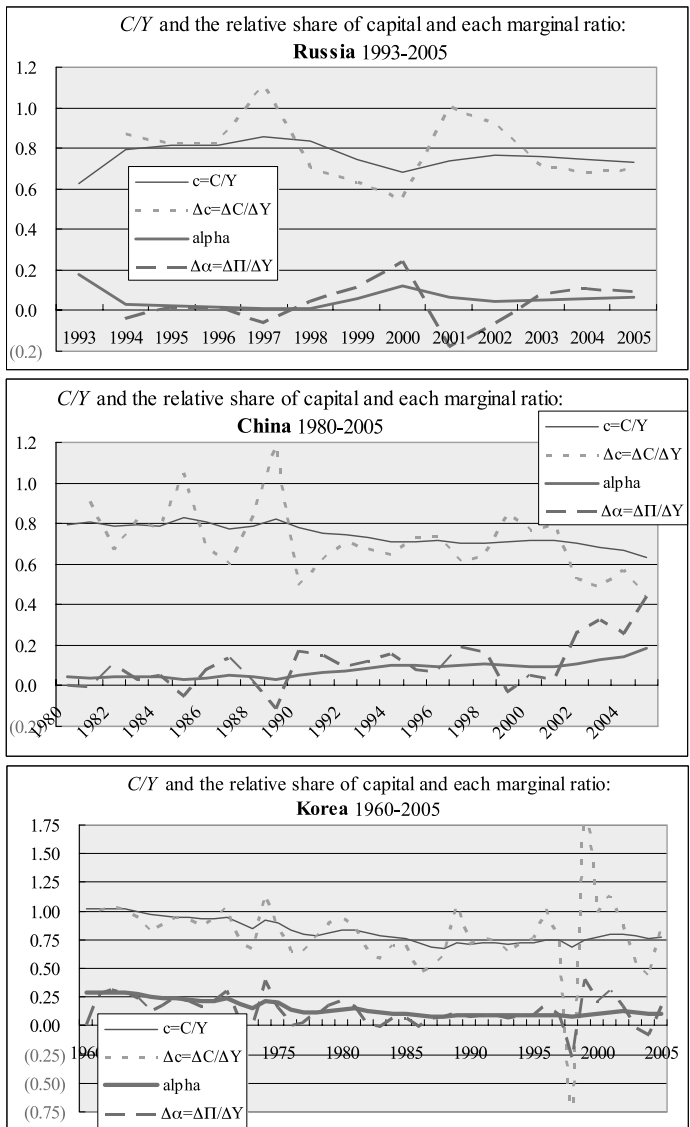 C/Y and the relative share of capital and each marginal ratio:
Russia 1993-2005
1.2
1.0
0.8
0.6
0.4
0.2
0.0
(0.2)
c=C/Y
Δc=ΔC/ΔY
alpha
Δα=ΔΠ/ΔY
1993 1994 1995 1996 1997 1998 1999 2000 2001 2002 2003 2004 2005
C/Y and the relative share of capital and each marginal ratio:
China 1980-2005
c=C/Y
Δc=ΔC/ΔY
alpha
Δα=ΔΠ/ΔY
1.2
1.0
0.8
0.6
0.4
0.2
0.0
(0.2)
1980 1982 1984 1986 1988 1990 1992 1994 1996 1998 2000 2002 2004
C/Y and the relative share of capital and each marginal ratio:
Korea 1960-2005
1.75
1.50
1.25
1.00
0.75
0.50
0.25
0.00
(0.25)
(0.50)
(0.75)
1960 1975 1980 1985 1990 1995 2000 2005
c=C/Y
Δc=ΔC/ΔY
alpha
Δα=ΔΠ/ΔY